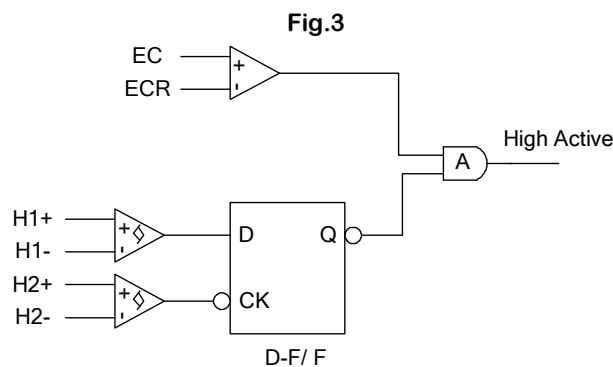 Fig.3
EC
ECR
+
-
A
High Active
H1+
H1-
+
-
H2+
H2-
+
-
D
Q
CK
D-F/ F